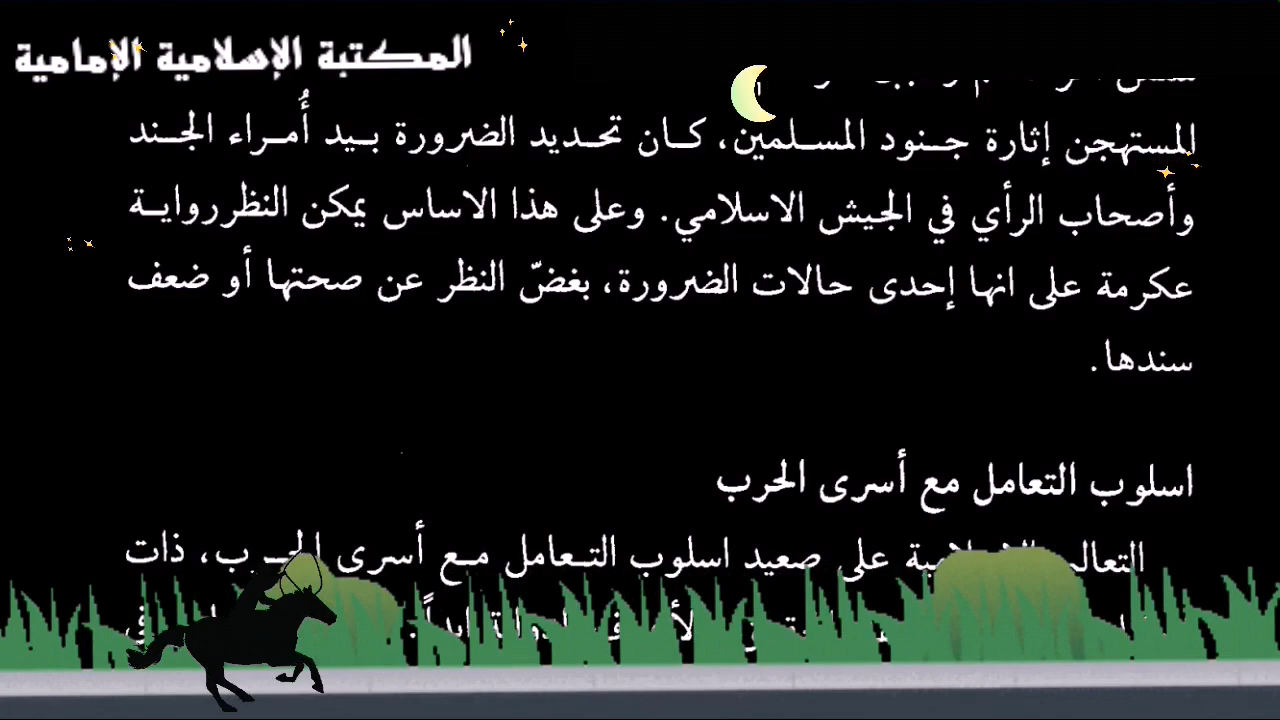 المكتبة الإسلامية الإمامية
المستهجن إثارة جنود المسلمين، كان تحديد الضرورة بيد أُمراء الجند
وأصحاب الرأي في الجيش الاسلامي. وعلى هذا الاساس يمكن النظررواية
عكرمة على انها إحدى حالات الضرورة، بغضّ النظر عن صحتها أو ضعف
سندها.
اسلوب التعامل مع أسرى الحرب
على صعيد اسلوب التعامل مع أسرى الحرب، ذات